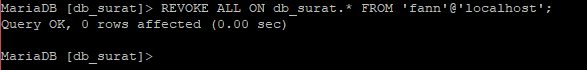 MariaDB [db_surat]> REVOKE ALL ON db_surat.* FROM 'fann'@'localhost';
Query OK, 0 rows affected (0.00 sec)
MariaDB [db_surat]>